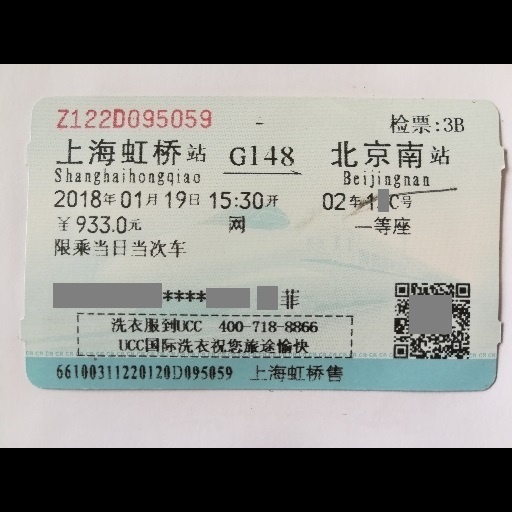 Z122D095059
检票:3B
上海虹桥站 G148 北京南站
Shanghaihongqiao Beijingnan
2018年01月19日 15:30开 02车1 C号
￥933.0元 网 一等座
限乘当日当次车
**** 菲
洗衣服到UCC 400-718-8866
UCC国际洗衣祝您旅途愉快
66100311220120D095059 上海虹桥售